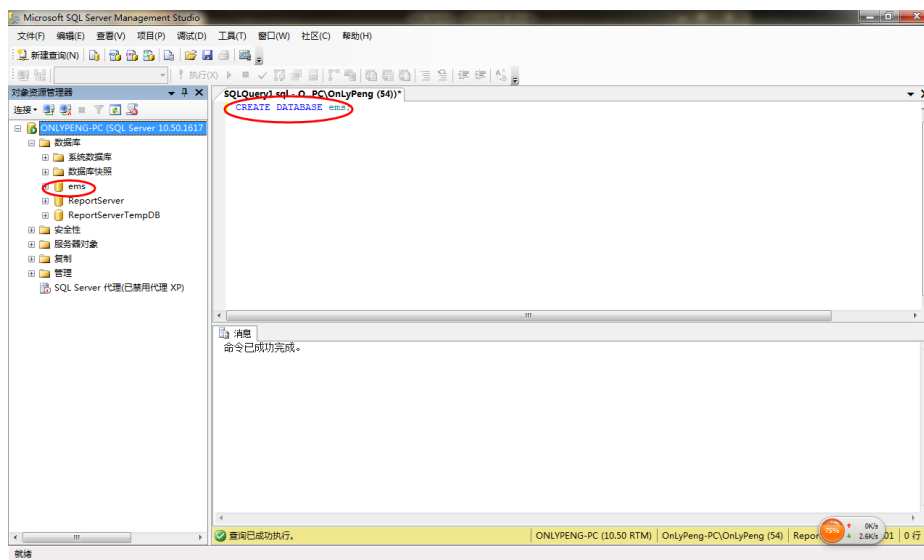 Microsoft SQL Server Management Studio
文件(F) 编辑(E) 查看(V) 项目(P) 调试(D) 工具(T) 窗口(W) 社区(C) 帮助(H)
新建查询(N)
执行(X)
对象资源管理器
连接
ONLYPENG-PC (SQL Server 10.50.1617
数据库
系统数据库
数据库快照
ems
ReportServer
ReportServerTempDB
安全性
服务器对象
复制
管理
SQL Server 代理(已禁用代理 XP)
SQLQuery1.sql - O PC\OnLyPeng (54))*
CREATE DATABASE ems;
消息
命令已成功完成。
查询已成功执行。
ONLYPENG-PC (10.50 RTM) OnLyPeng-PC\OnLyPeng (54) Repor 01 0 行
75%
0K/s
2.6K/s
就绪